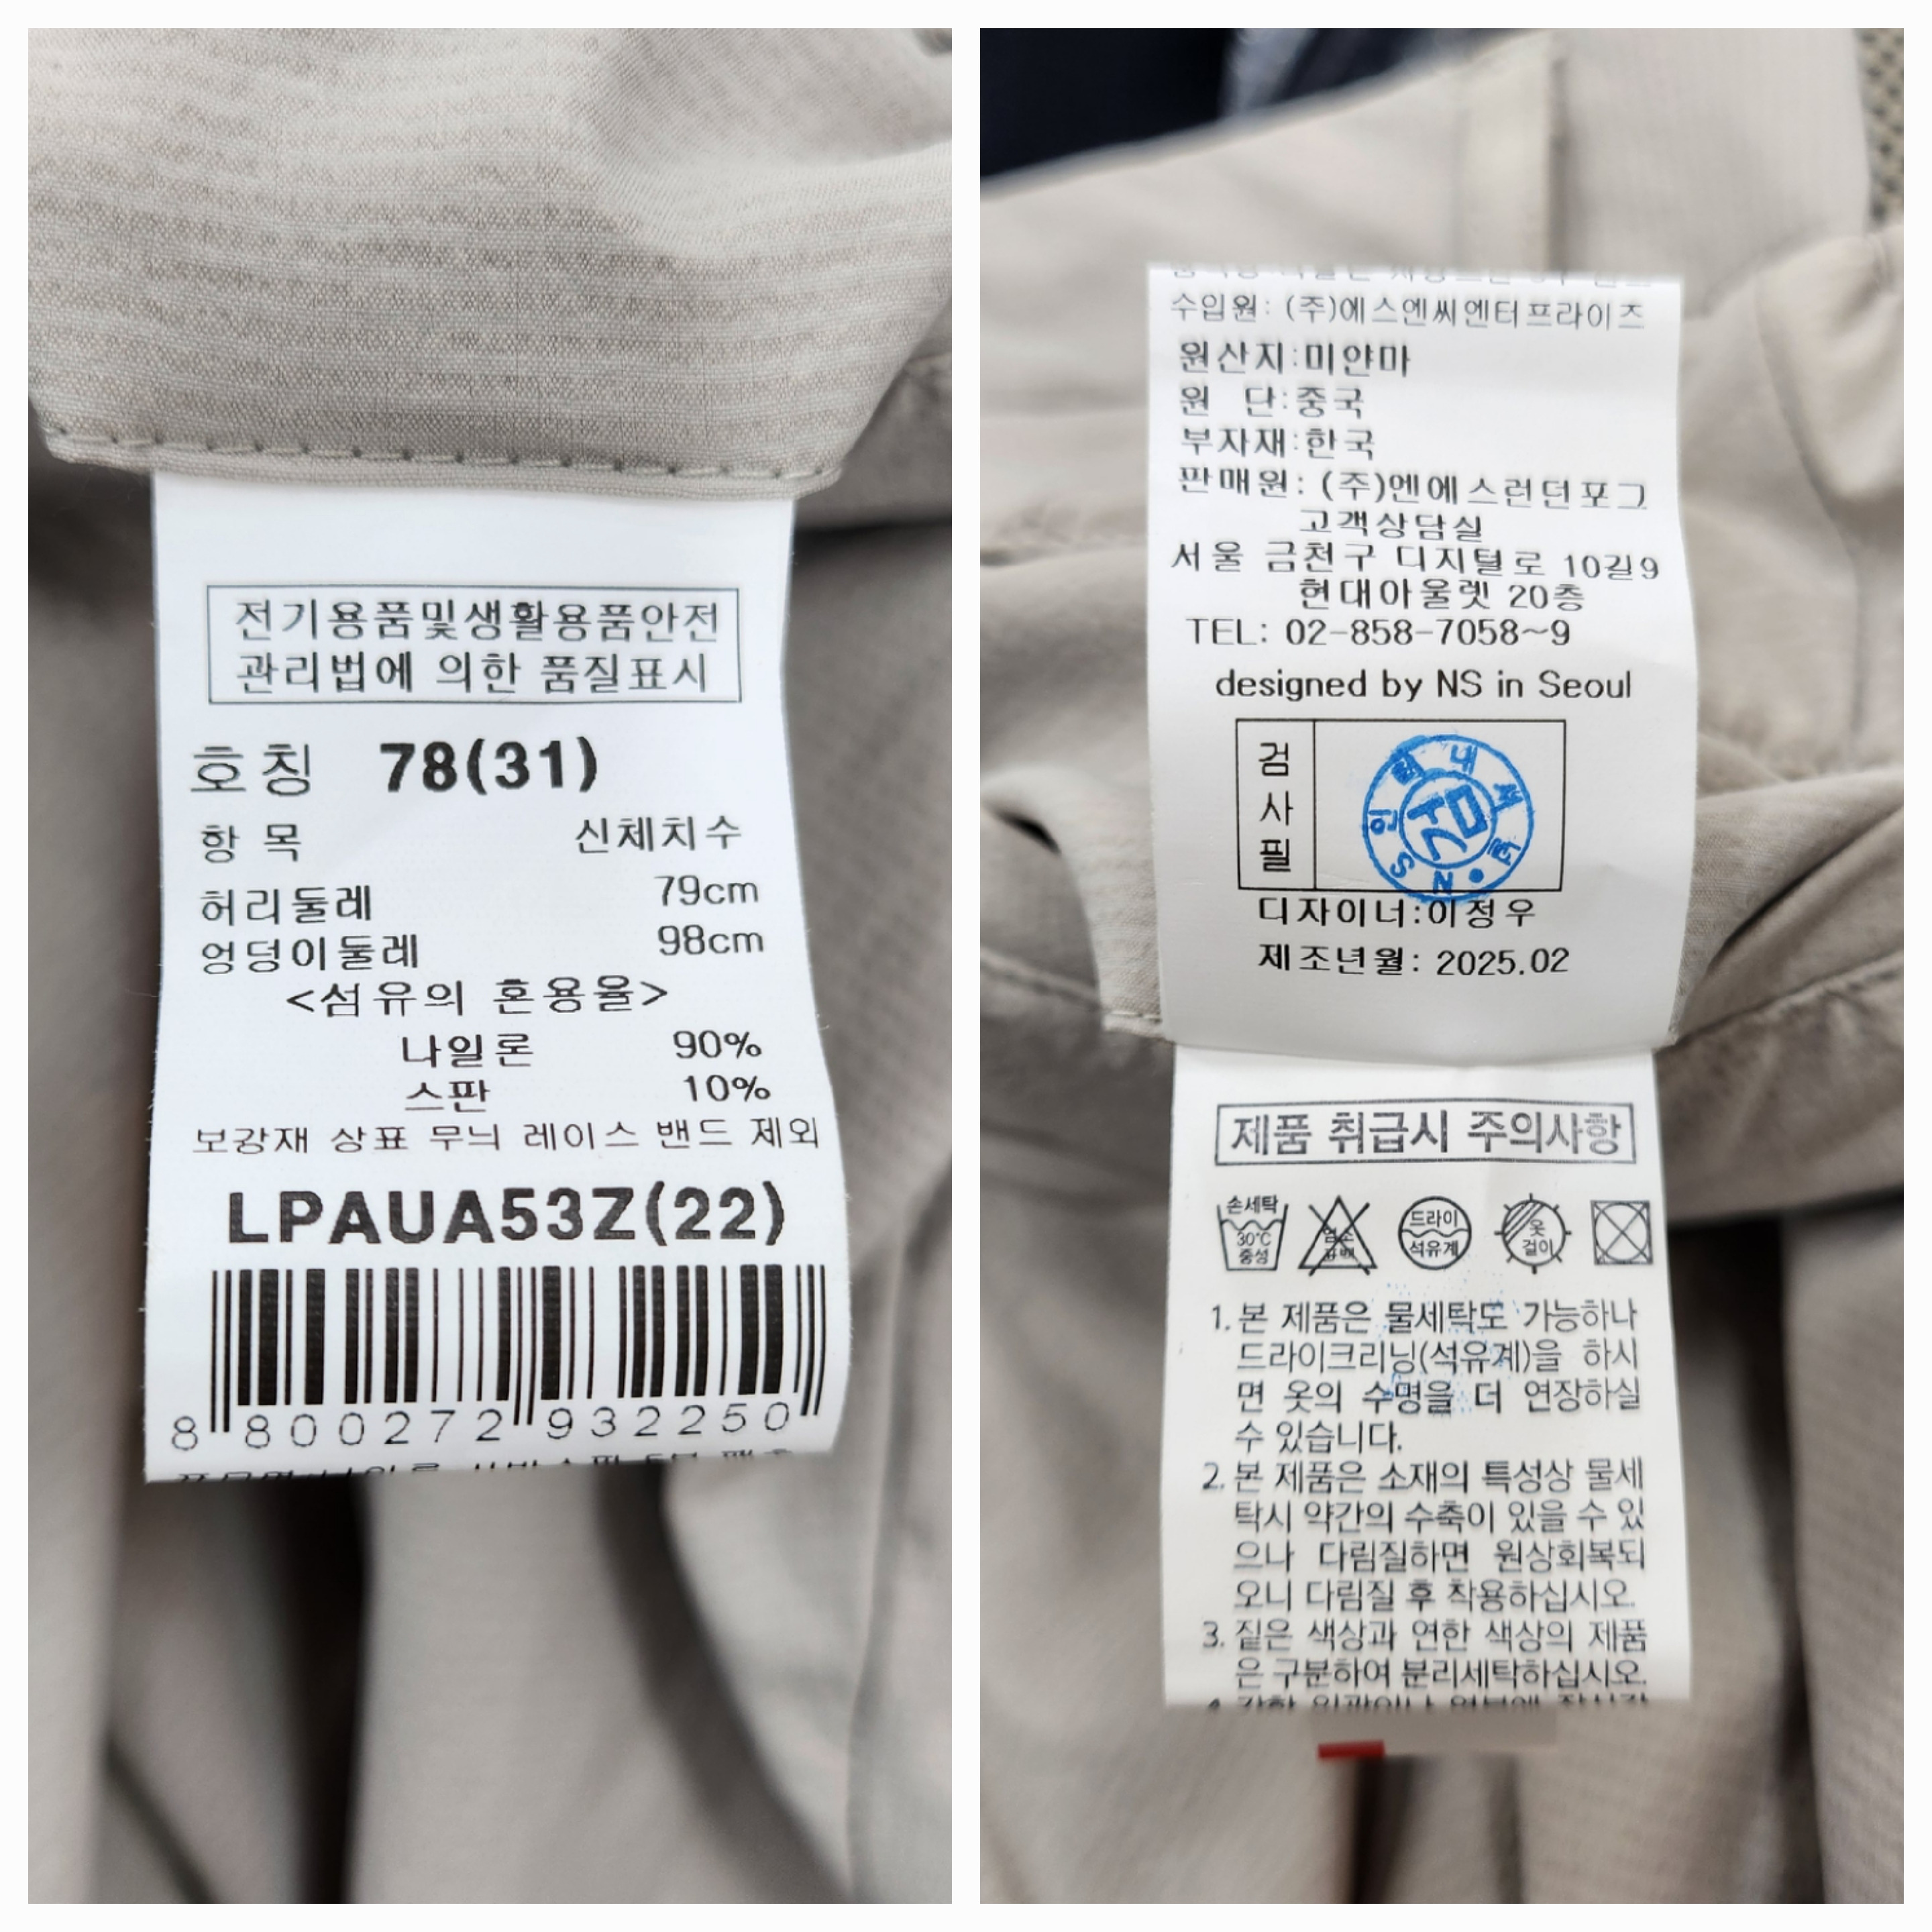 전기용품및생활용품안전
관리법에 의한 품질표시
호칭 78(31)
항 목 신체치수
허리둘레 79cm
엉덩이둘레 98cm
<섬유의 혼용율>
나일론 90%
스판 10%
보강재 상표 무늬 레이스 밴드 제외
LPAUA53Z(22)
8 800272 932250
수입원: (주)에스엔씨엔터프라이즈
원산지:미얀마
원 단:중국
부자재:한국
판매원: (주)엔에스런던포그
고객상담실
서울 금천구 디지털로 10길9
현대아울렛 20층
TEL: 02-858-7058~9
designed by NS in Seoul
검
사
필
검
디자이너:이정우
제조년월: 2025.02
제품 취급시 주의사항
손세탁
30℃
중성
드라이
석유계
옷
걸이
1. 본 제품은 물세탁도 가능하나
드라이크리닝(석유계)을 하시
면 옷의 수명을 더 연장하실
수 있습니다.
2. 본 제품은 소재의 특성상 물세
탁시 약간의 수축이 있을 수 있
으나 다림질하면 원상회복되
오니 다림질 후 착용하십시오.
3. 짙은 색상과 연한 색상의 제품
은 구분하여 분리세탁하십시오.